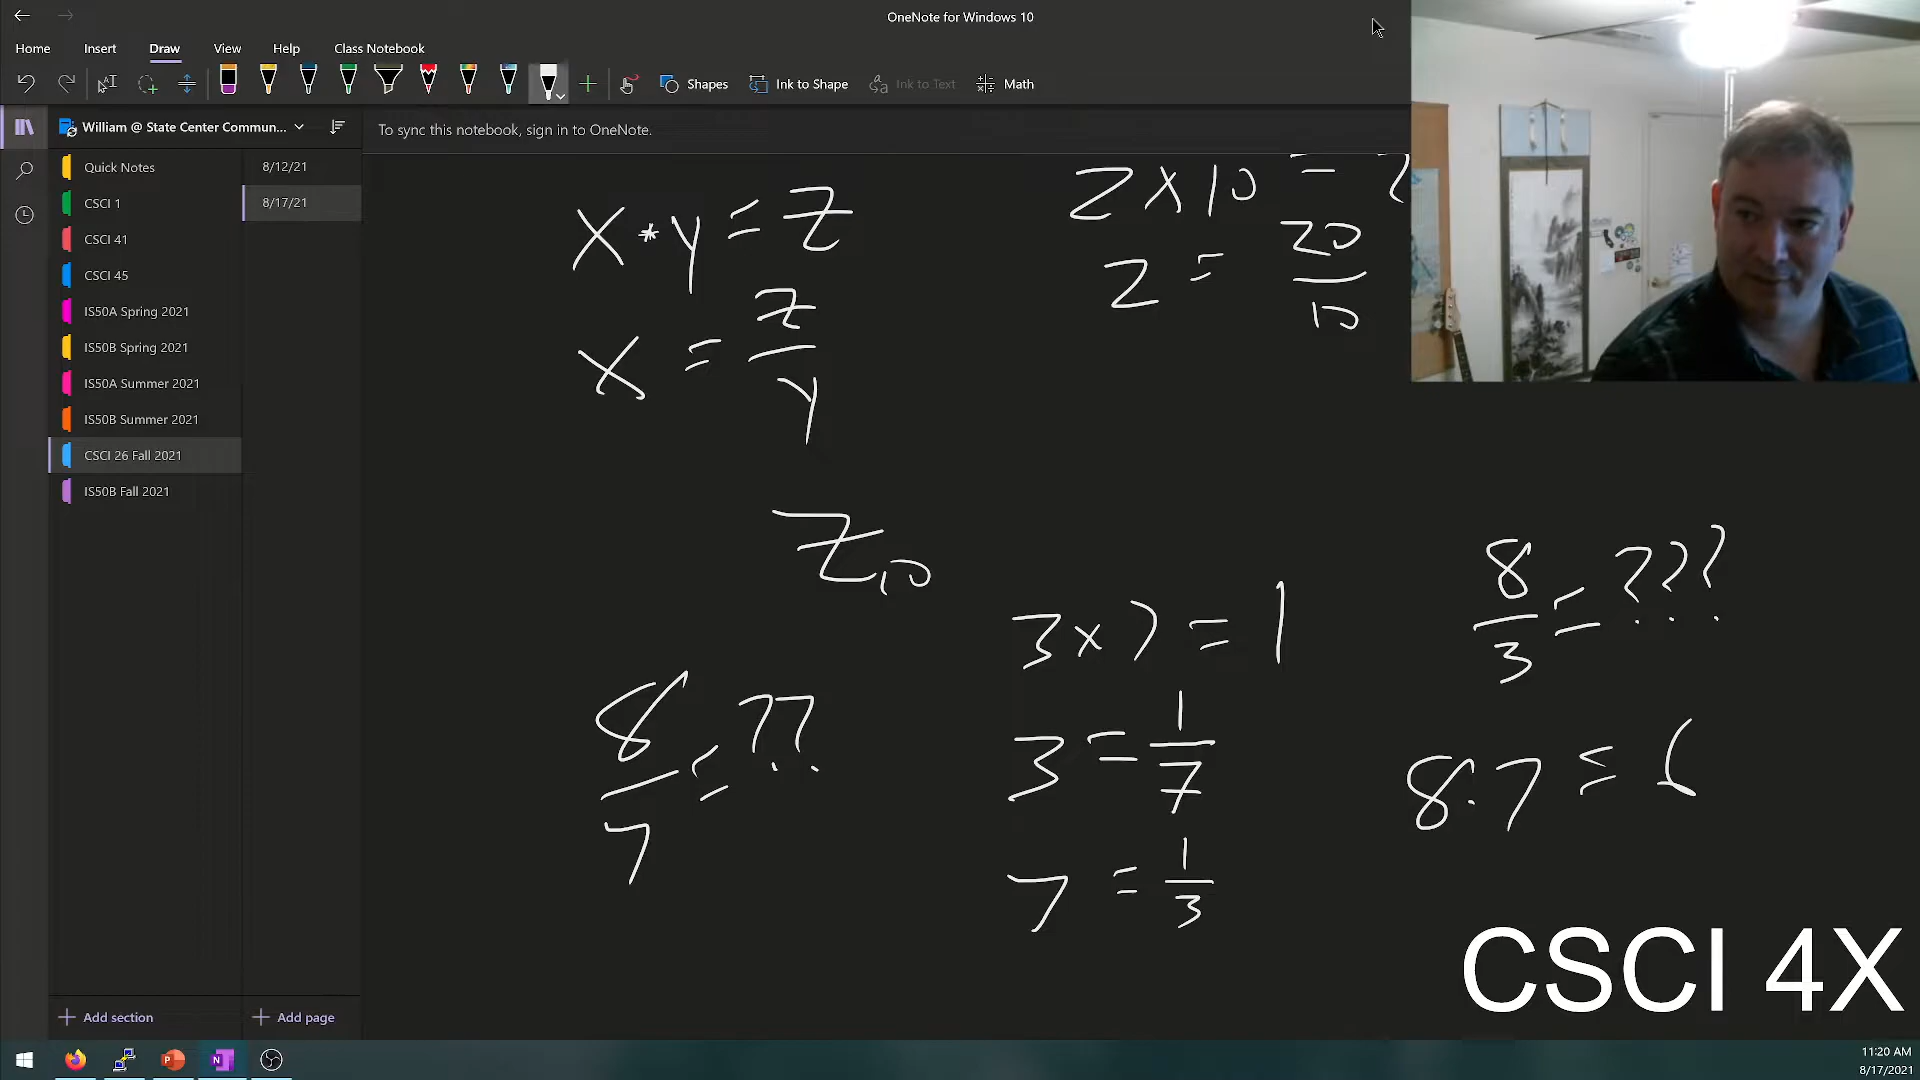 OneNote for Windows 10
Home Insert Draw View Help Class Notebook
Shapes Ink to Shape Ink to Text Math
William @ State Center Commun...
To sync this notebook, sign in to OneNote.
Quick Notes
CSCI 1
CSCI 41
CSCI 45
IS50A Spring 2021
IS50B Spring 2021
IS50A Summer 2021
IS50B Summer 2021
CSCI 26 Fall 2021
IS50B Fall 2021
8/12/21
8/17/21
X * Y = Z
X = Z
Y
2 X 10 =
2 = 20
10
Z10
8
7 = ??
3 x 7 = 1
3 = 1
7
7 = 1
3
8
3 = ???
8.7 = 6
CSCI 4X
Add section
Add page
11:20 AM
8/17/2021